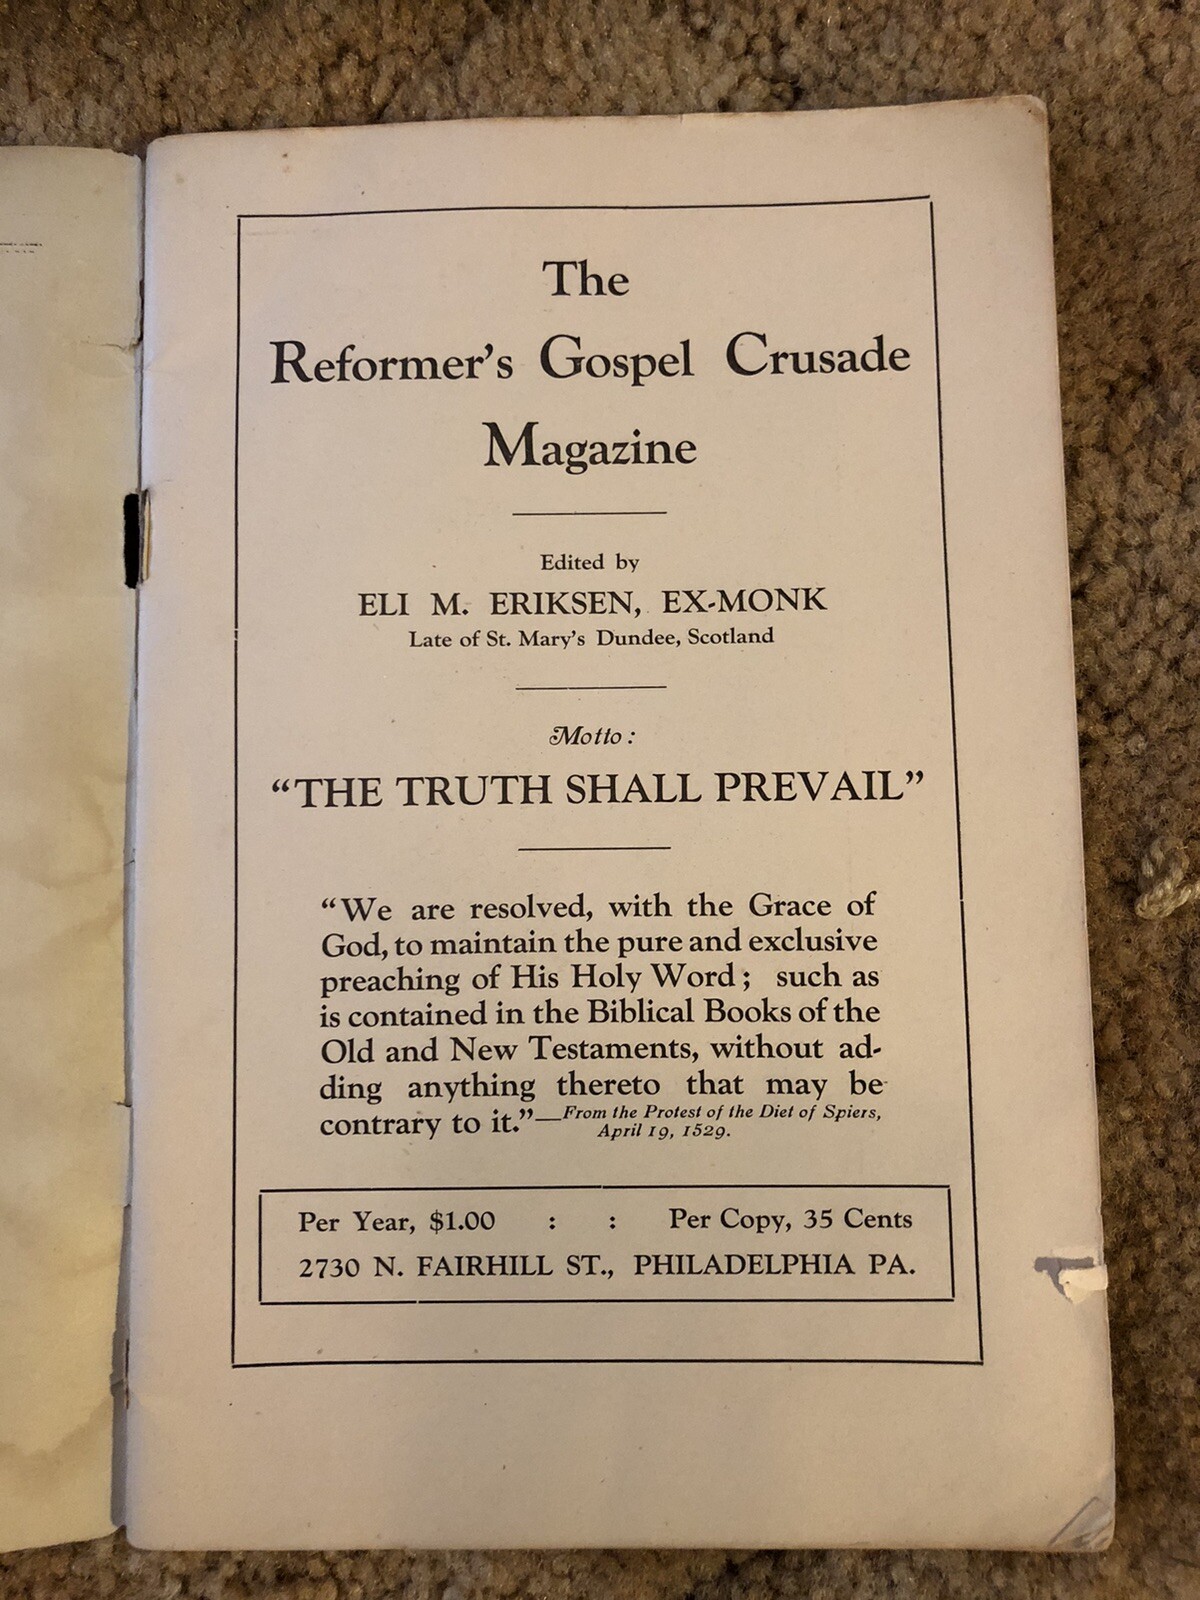 The
Reformer's Gospel Crusade
Magazine
Edited by
ELI M. ERIKSEN, EX-MONK
Late of St. Mary's Dundee, Scotland
Motto:
"THE TRUTH SHALL PREVAIL"
"We are resolved, with the Grace of
God, to maintain the pure and exclusive
preaching of His Holy Word; such as
is contained in the Biblical Books of the
Old and New Testaments, without ad-
ding anything thereto that may be
contrary to it."—From the Protest of the Diet of Spiers,
April 19, 1529.
Per Year, $1.00 : : Per Copy, 35 Cents
2730 N. FAIRHILL ST., PHILADELPHIA PA.